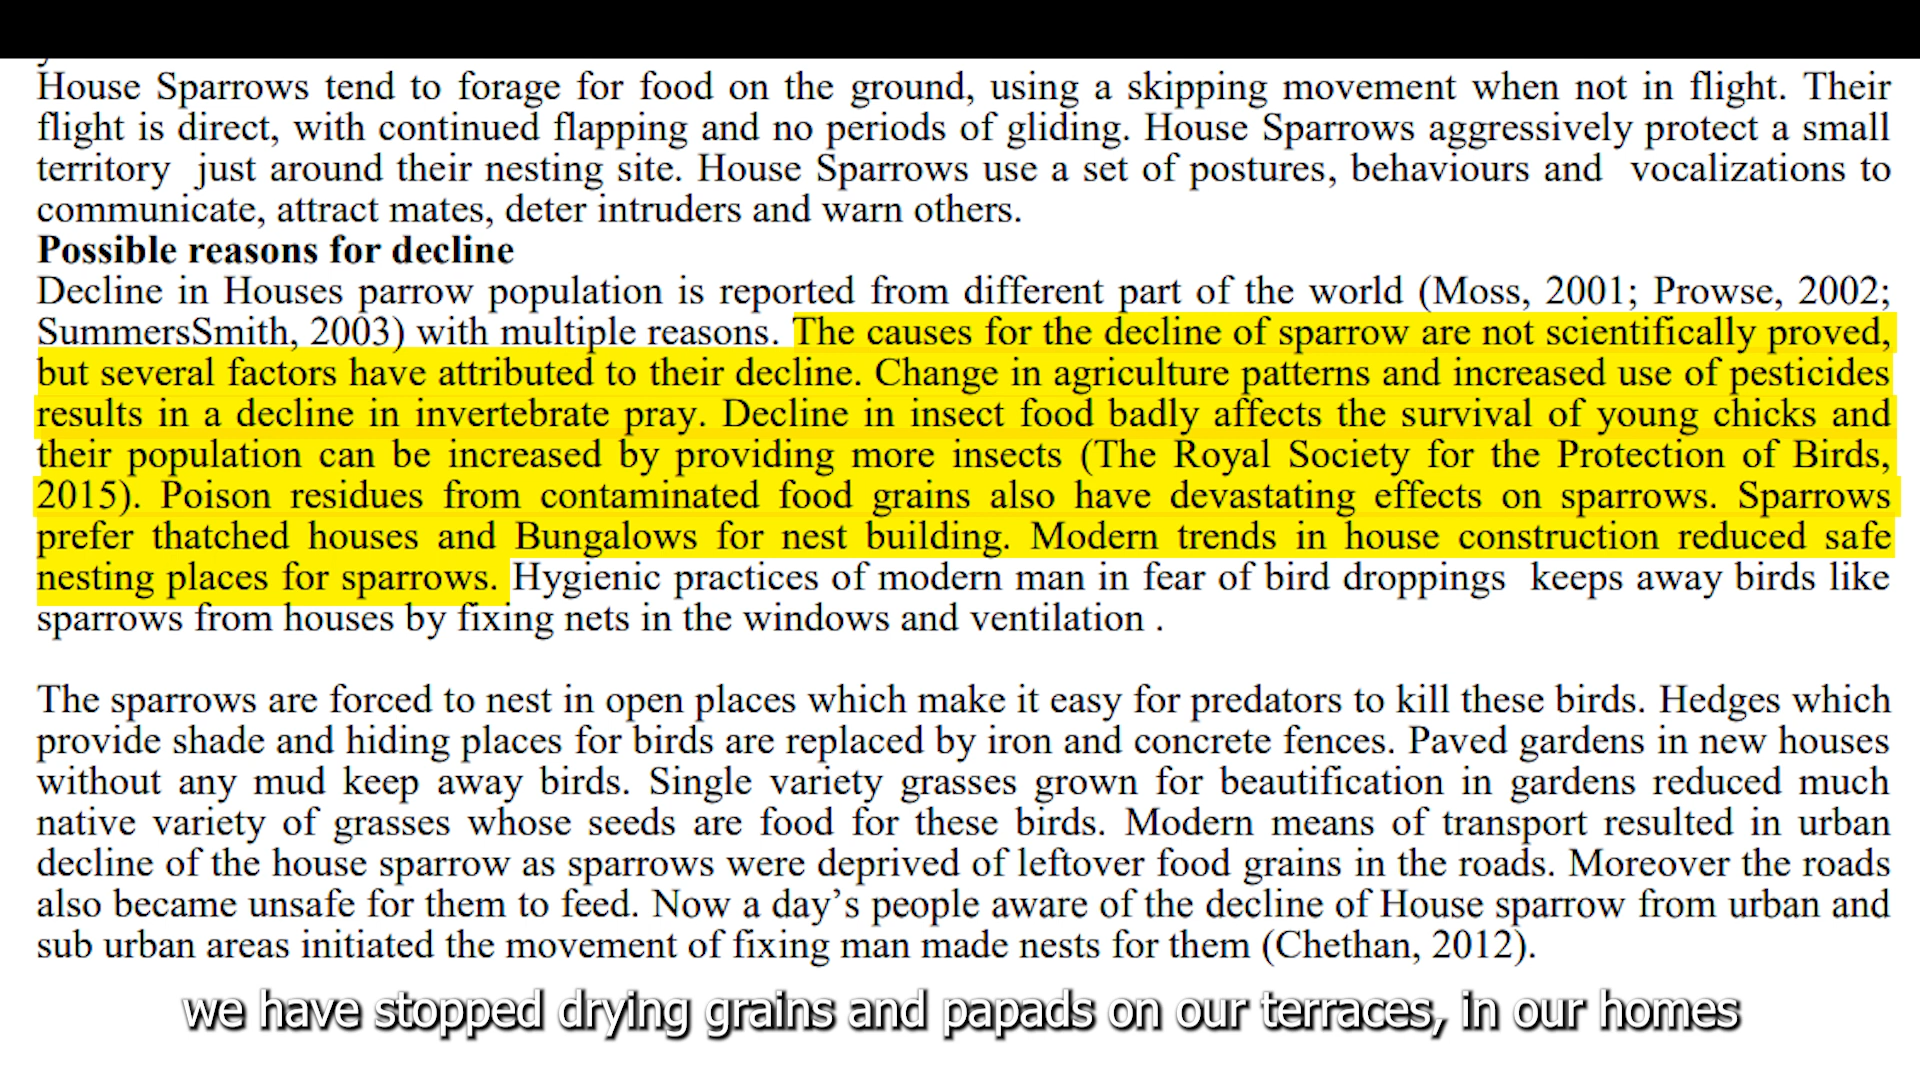 House Sparrows tend to forage for food on the ground, using a skipping movement when not in flight. Their
flight is direct, with continued flapping and no periods of gliding. House Sparrows aggressively protect a small
territory just around their nesting site. House Sparrows use a set of postures, behaviours and vocalizations to
communicate, attract mates, deter intruders and warn others.
Possible reasons for decline
Decline in Houses parrow population is reported from different part of the world (Moss, 2001; Prowse, 2002;
SummersSmith, 2003) with multiple reasons. The causes for the decline of sparrow are not scientifically proved,
but several factors have attributed to their decline. Change in agriculture patterns and increased use of pesticides
results in a decline in invertebrate pray. Decline in insect food badly affects the survival of young chicks and
their population can be increased by providing more insects (The Royal Society for the Protection of Birds,
2015). Poison residues from contaminated food grains also have devastating effects on sparrows. Sparrows
prefer thatched houses and Bungalows for nest building. Modern trends in house construction reduced safe
nesting places for sparrows. Hygienic practices of modern man in fear of bird droppings keeps away birds like
sparrows from houses by fixing nets in the windows and ventilation .
The sparrows are forced to nest in open places which make it easy for predators to kill these birds. Hedges which
provide shade and hiding places for birds are replaced by iron and concrete fences. Paved gardens in new houses
without any mud keep away birds. Single variety grasses grown for beautification in gardens reduced much
native variety of grasses whose seeds are food for these birds. Modern means of transport resulted in urban
decline of the house sparrow as sparrows were deprived of leftover food grains in the roads. Moreover the roads
also became unsafe for them to feed. Now a day’s people aware of the decline of House sparrow from urban and
sub urban areas initiated the movement of fixing man made nests for them (Chethan, 2012).
we have stopped drying grains and papads on our terraces, in our homes